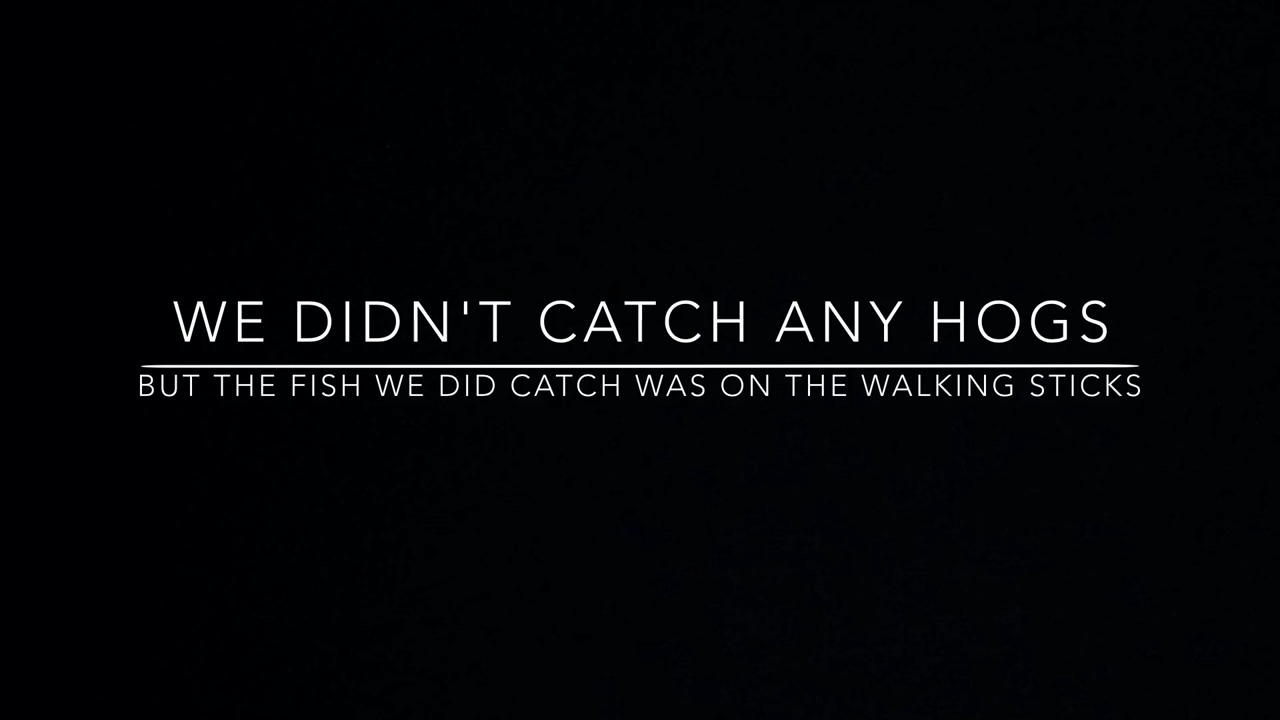 WE DIDN'T CATCH ANY HOGS
BUT THE FISH WE DID CATCH WAS ON THE WALKING STICKS